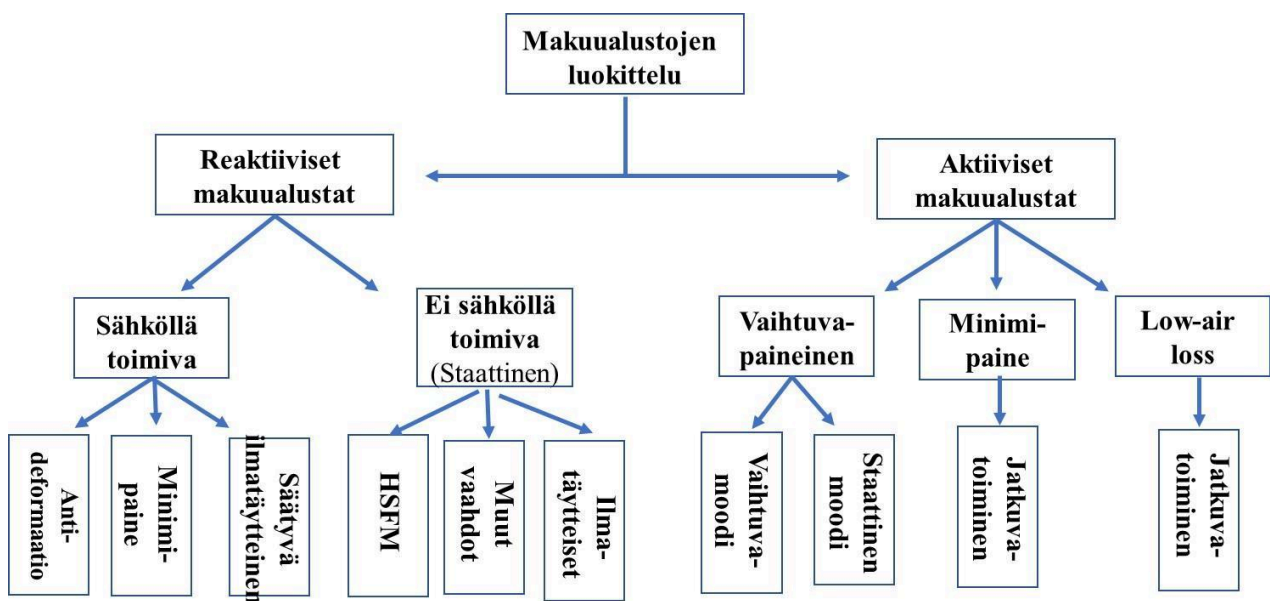 Makuualustojen
luokittelu
Reaktiiviset
makuualustat
Aktiiviset
makuualustat
Sähköllä
toimiva
Ei sähköllä
toimiva
(Staattinen)
Vaihtuva-
paineinen
Minimi-
paine
Low-air
loss
Anti-
deformaatio
Minimi-
paine
Säätyvä
ilmatäytteinen
HSFM
Muut
vaahdot
Ilma-
täytteiset
Vaihtuva-
moodi
Staattinen
moodi
Jatkuva-
toiminen
Jatkuva-
toiminen